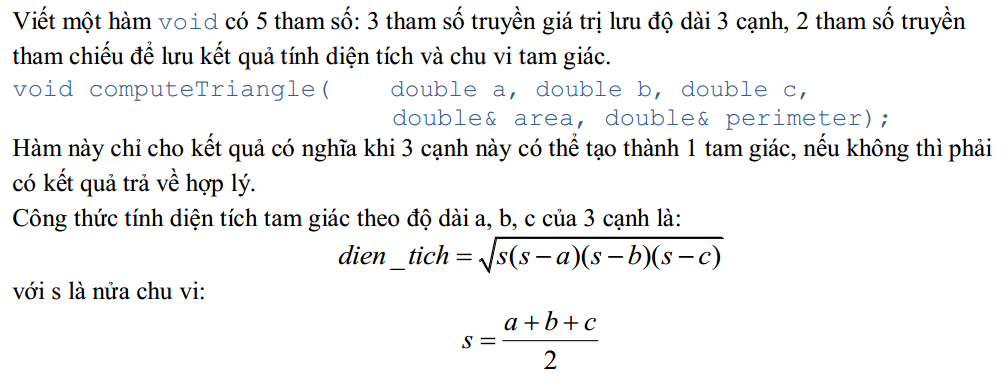 Viết một hàm void có 5 tham số: 3 tham số truyền giá trị lưu độ dài 3 cạnh, 2 tham số truyền
tham chiếu để lưu kết quả tính diện tích và chu vi tam giác.
void computeTriangle( double a, double b, double c,
double& area, double& perimeter);
Hàm này chỉ cho kết quả có nghĩa khi 3 cạnh này có thể tạo thành 1 tam giác, nếu không thì phải
có kết quả trả về hợp lý.
Công thức tính diện tích tam giác theo độ dài a, b, c của 3 cạnh là:
dien_tich = √s(s−a)(s−b)(s−c)
với s là nửa chu vi:
s = a+b+c
2